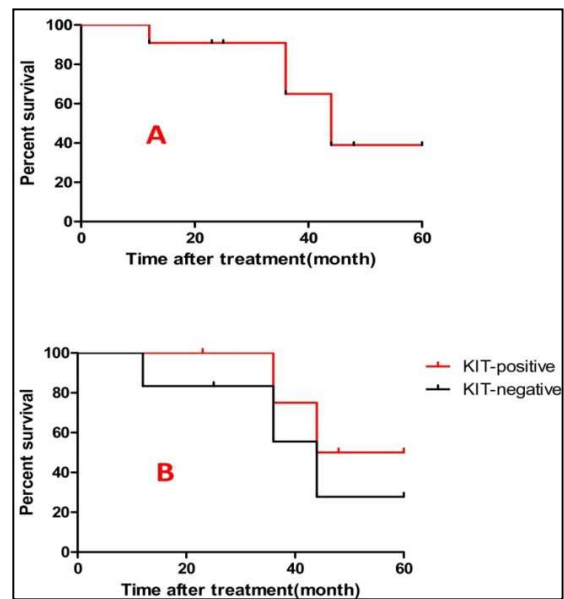 100
80
60
40
20
0
Percent survival
A
0 20 40 60
Time after treatment(month)
100
80
60
40
20
0
Percent survival
B
KIT-positive
KIT-negative
0 20 40 60
Time after treatment(month)